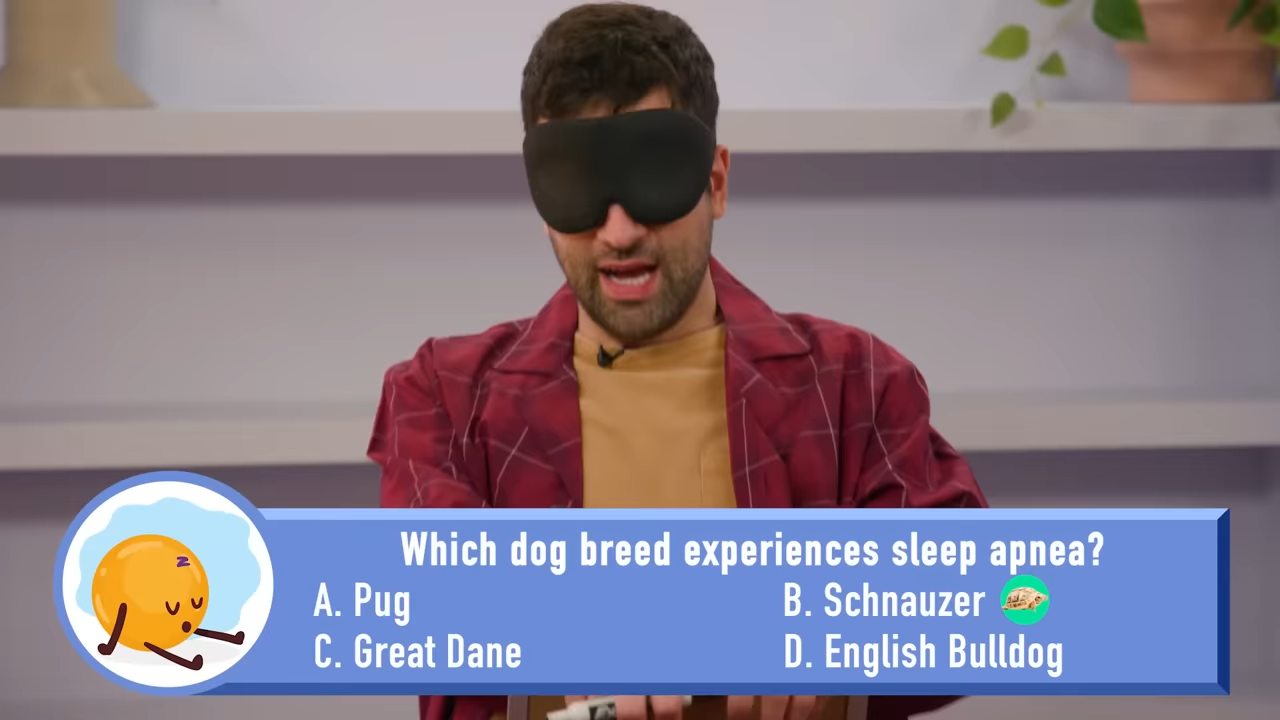 Which dog breed experiences sleep apnea?
A. Pug
B. Schnauzer
C. Great Dane
D. English Bulldog
z